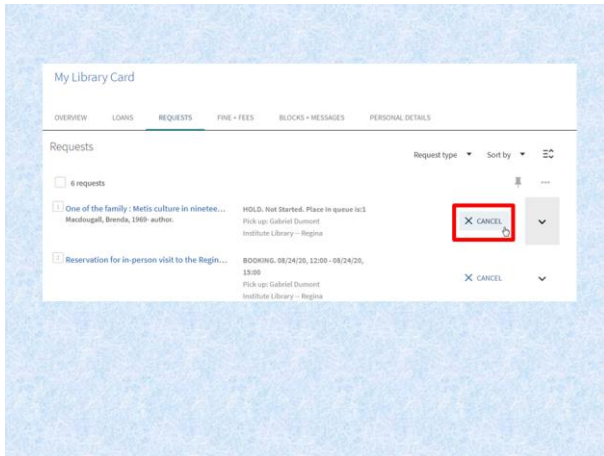 My Library Card
OVERVIEW LOANS REQUESTS FINE + FEES BLOCKS + MESSAGES PERSONAL DETAILS
Requests
Request type Sort by
6 requests
1 One of the family : Metis culture in ninetee...
Macdougall, Brenda, 1969- author.
HOLD. Not Started. Place in queue is:1
Pick up: Gabriel Dumont
Institute Library -- Regina
CANCEL
2 Reservation for in-person visit to the Regin...
BOOKING. 08/24/20, 12:00 - 08/24/20,
15:00
Pick up: Gabriel Dumont
Institute Library -- Regina
CANCEL